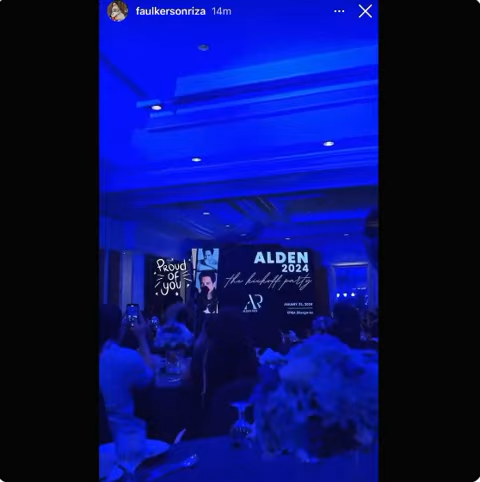 faulkersonriza 14m
Proud
of
you
ALDEN
2024
the kickoff party
AR